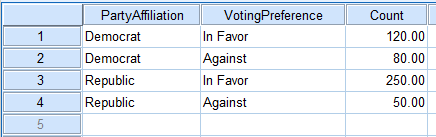 PartyAffiliation VotingPreference Count
1 Democrat In Favor 120.00
2 Democrat Against 80.00
3 Republic In Favor 250.00
4 Republic Against 50.00
5